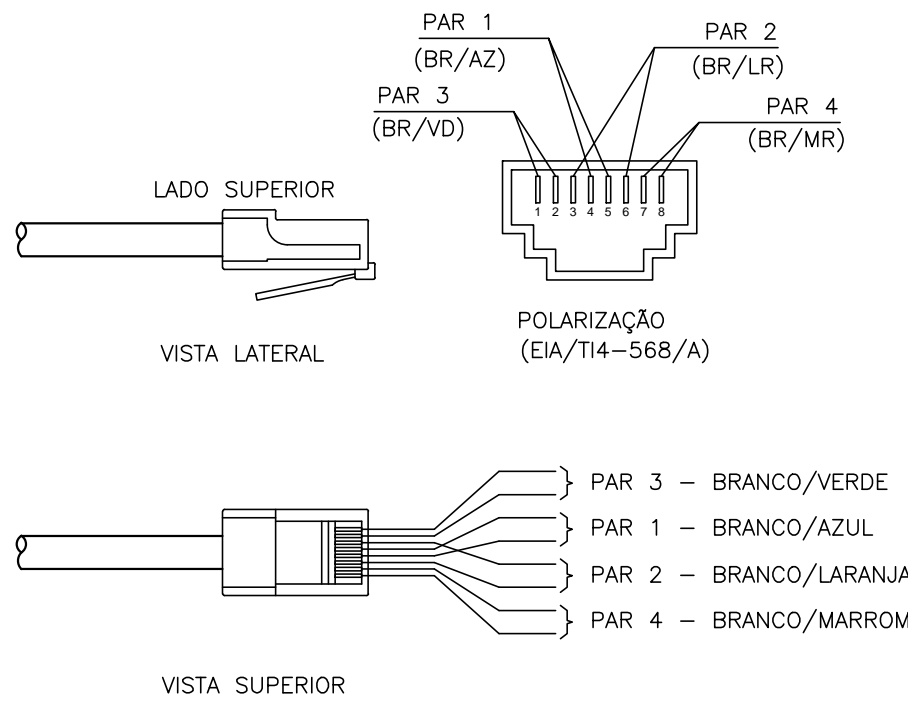 PAR 1
(BR/AZ)
PAR 2
(BR/LR)
PAR 3
(BR/VD)
PAR 4
(BR/MR)
LADO SUPERIOR
1 2 3 4 5 6 7 8
VISTA LATERAL
POLARIZAÇÃO
(EIA/TI4-568/A)
PAR 3 - BRANCO/VERDE
PAR 1 - BRANCO/AZUL
PAR 2 - BRANCO/LARANJA
PAR 4 - BRANCO/MARROM
VISTA SUPERIOR